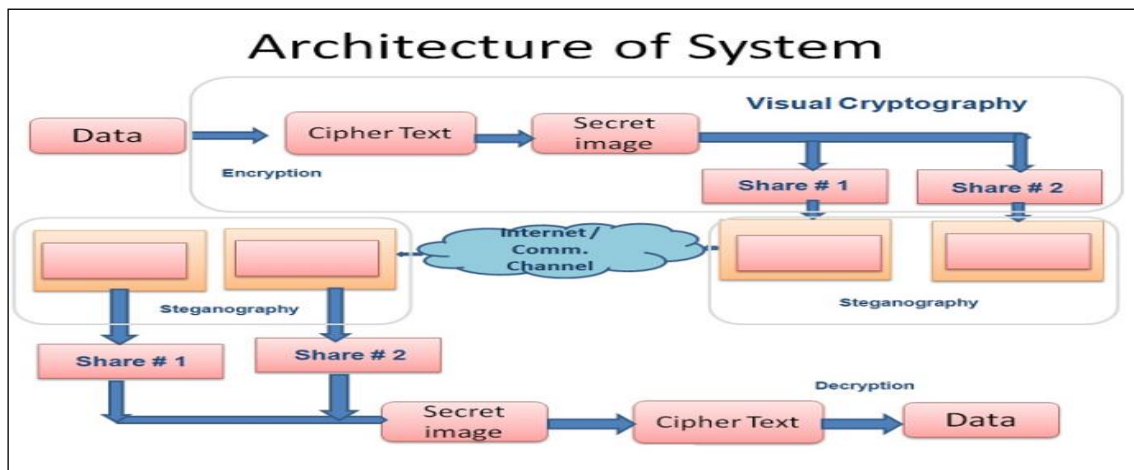 Architecture of System
Visual Cryptography
Data
Cipher Text
Secret
image
Encryption
Share # 1
Share # 2
Internet /
Comm.
Channel
Steganography
Steganography
Share # 1
Share # 2
Decryption
Secret
image
Cipher Text
Data